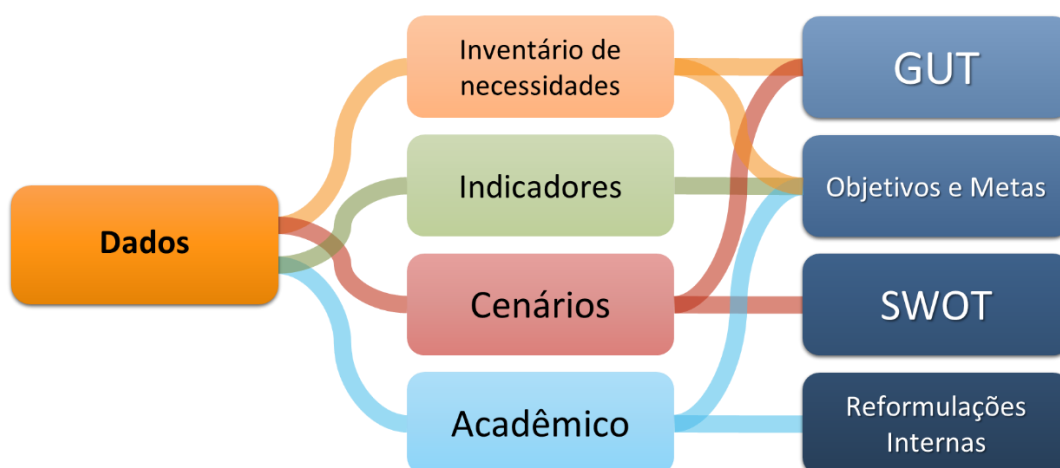 Dados
Inventário de
necessidades
Indicadores
Cenários
Acadêmico
GUT
Objetivos e Metas
SWOT
Reformulações
Internas